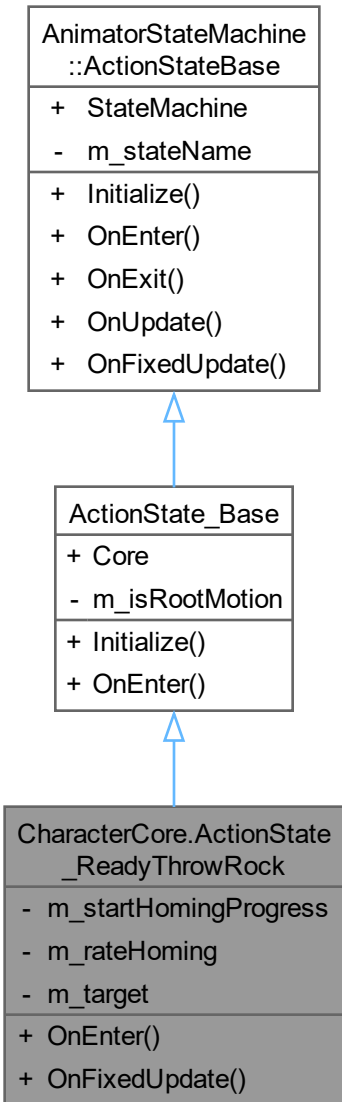 AnimatorStateMachine
::ActionStateBase
+ StateMachine
- m_stateName
+ Initialize()
+ OnEnter()
+ OnExit()
+ OnUpdate()
+ OnFixedUpdate()
ActionState_Base
+ Core
- m_isRootMotion
+ Initialize()
+ OnEnter()
CharacterCore.ActionState
_ReadyThrowRock
- m_startHomingProgress
- m_rateHoming
- m_target
+ OnEnter()
+ OnFixedUpdate()